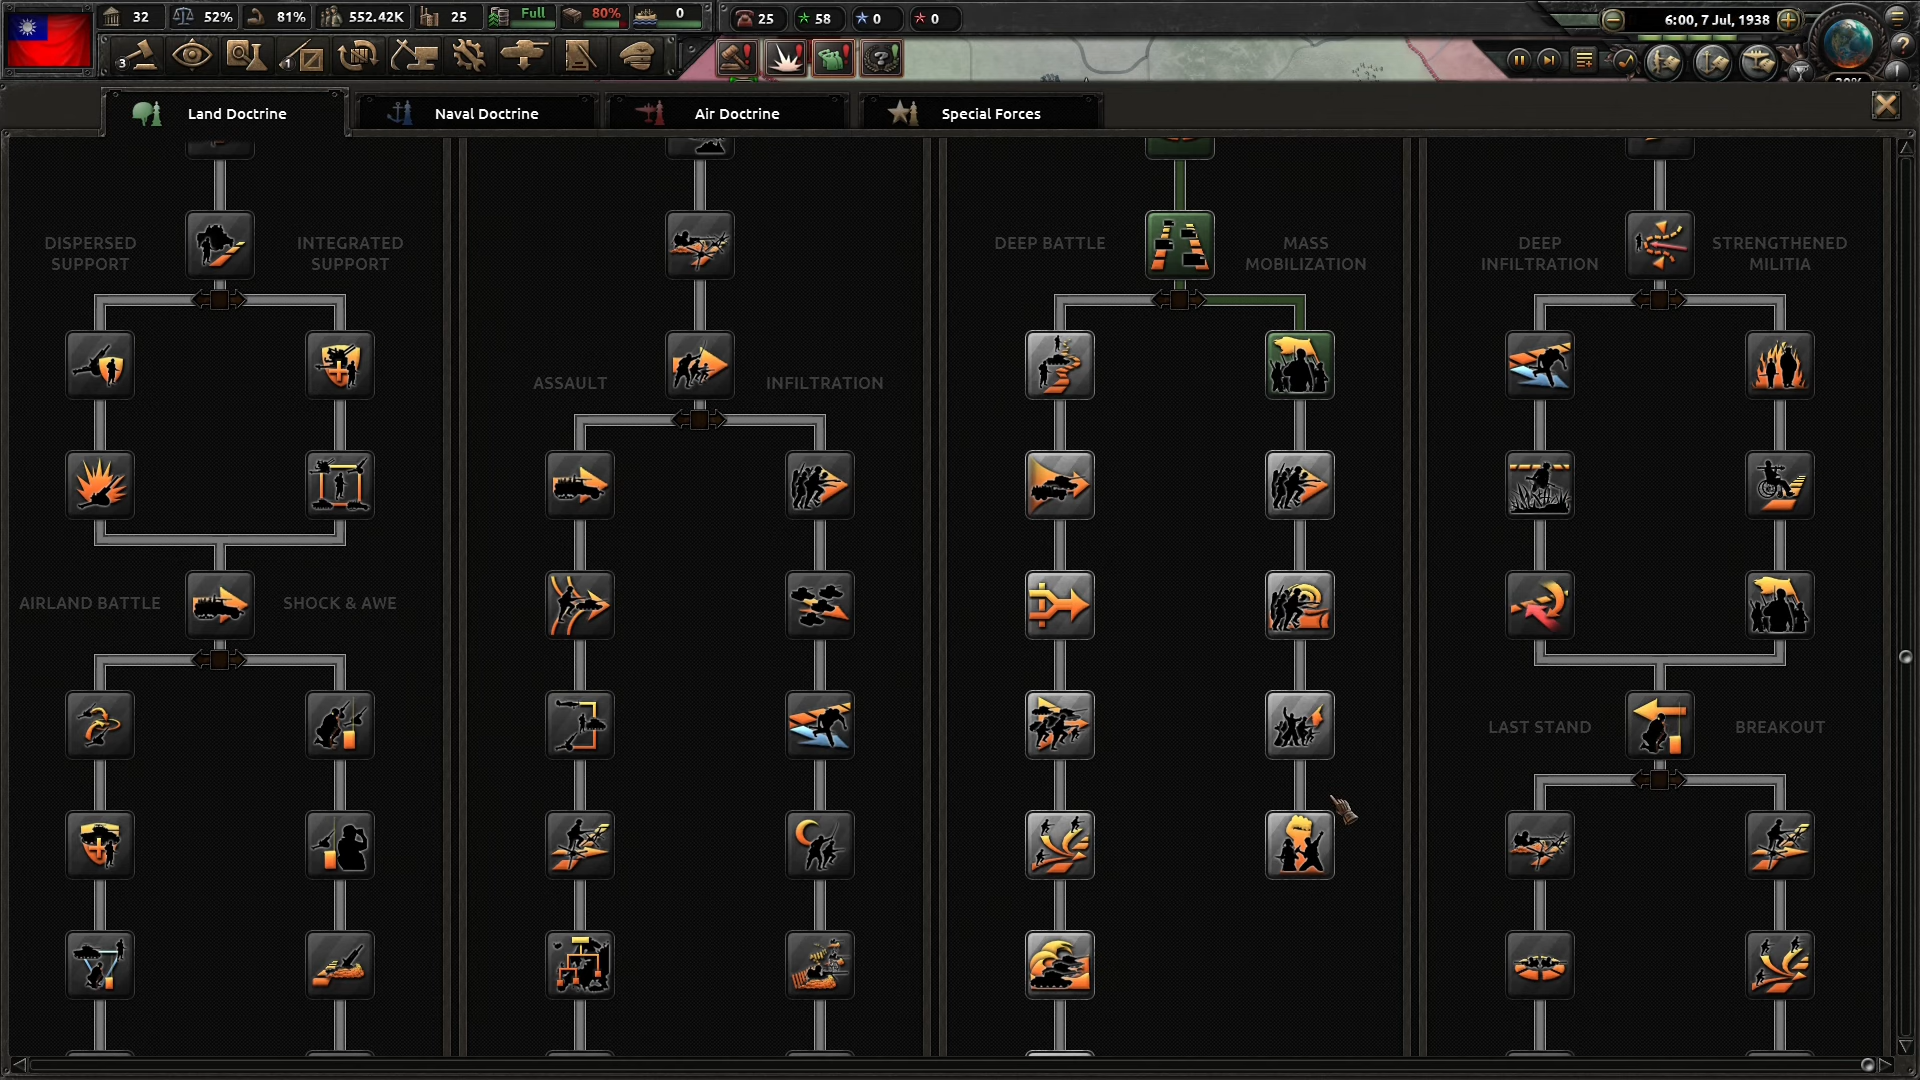 32
52%
81%
552.42K
25
Full
80%
0
25
58
0
0
6:00, 7 Jul, 1938
3
1
Land Doctrine
Naval Doctrine
Air Doctrine
Special Forces
DISPERSED
SUPPORT
INTEGRATED
SUPPORT
DEEP BATTLE
MASS
MOBILIZATION
DEEP
INFILTRATION
STRENGTHENED
MILITIA
ASSAULT
INFILTRATION
AIRLAND BATTLE
SHOCK & AWE
LAST STAND
BREAKOUT